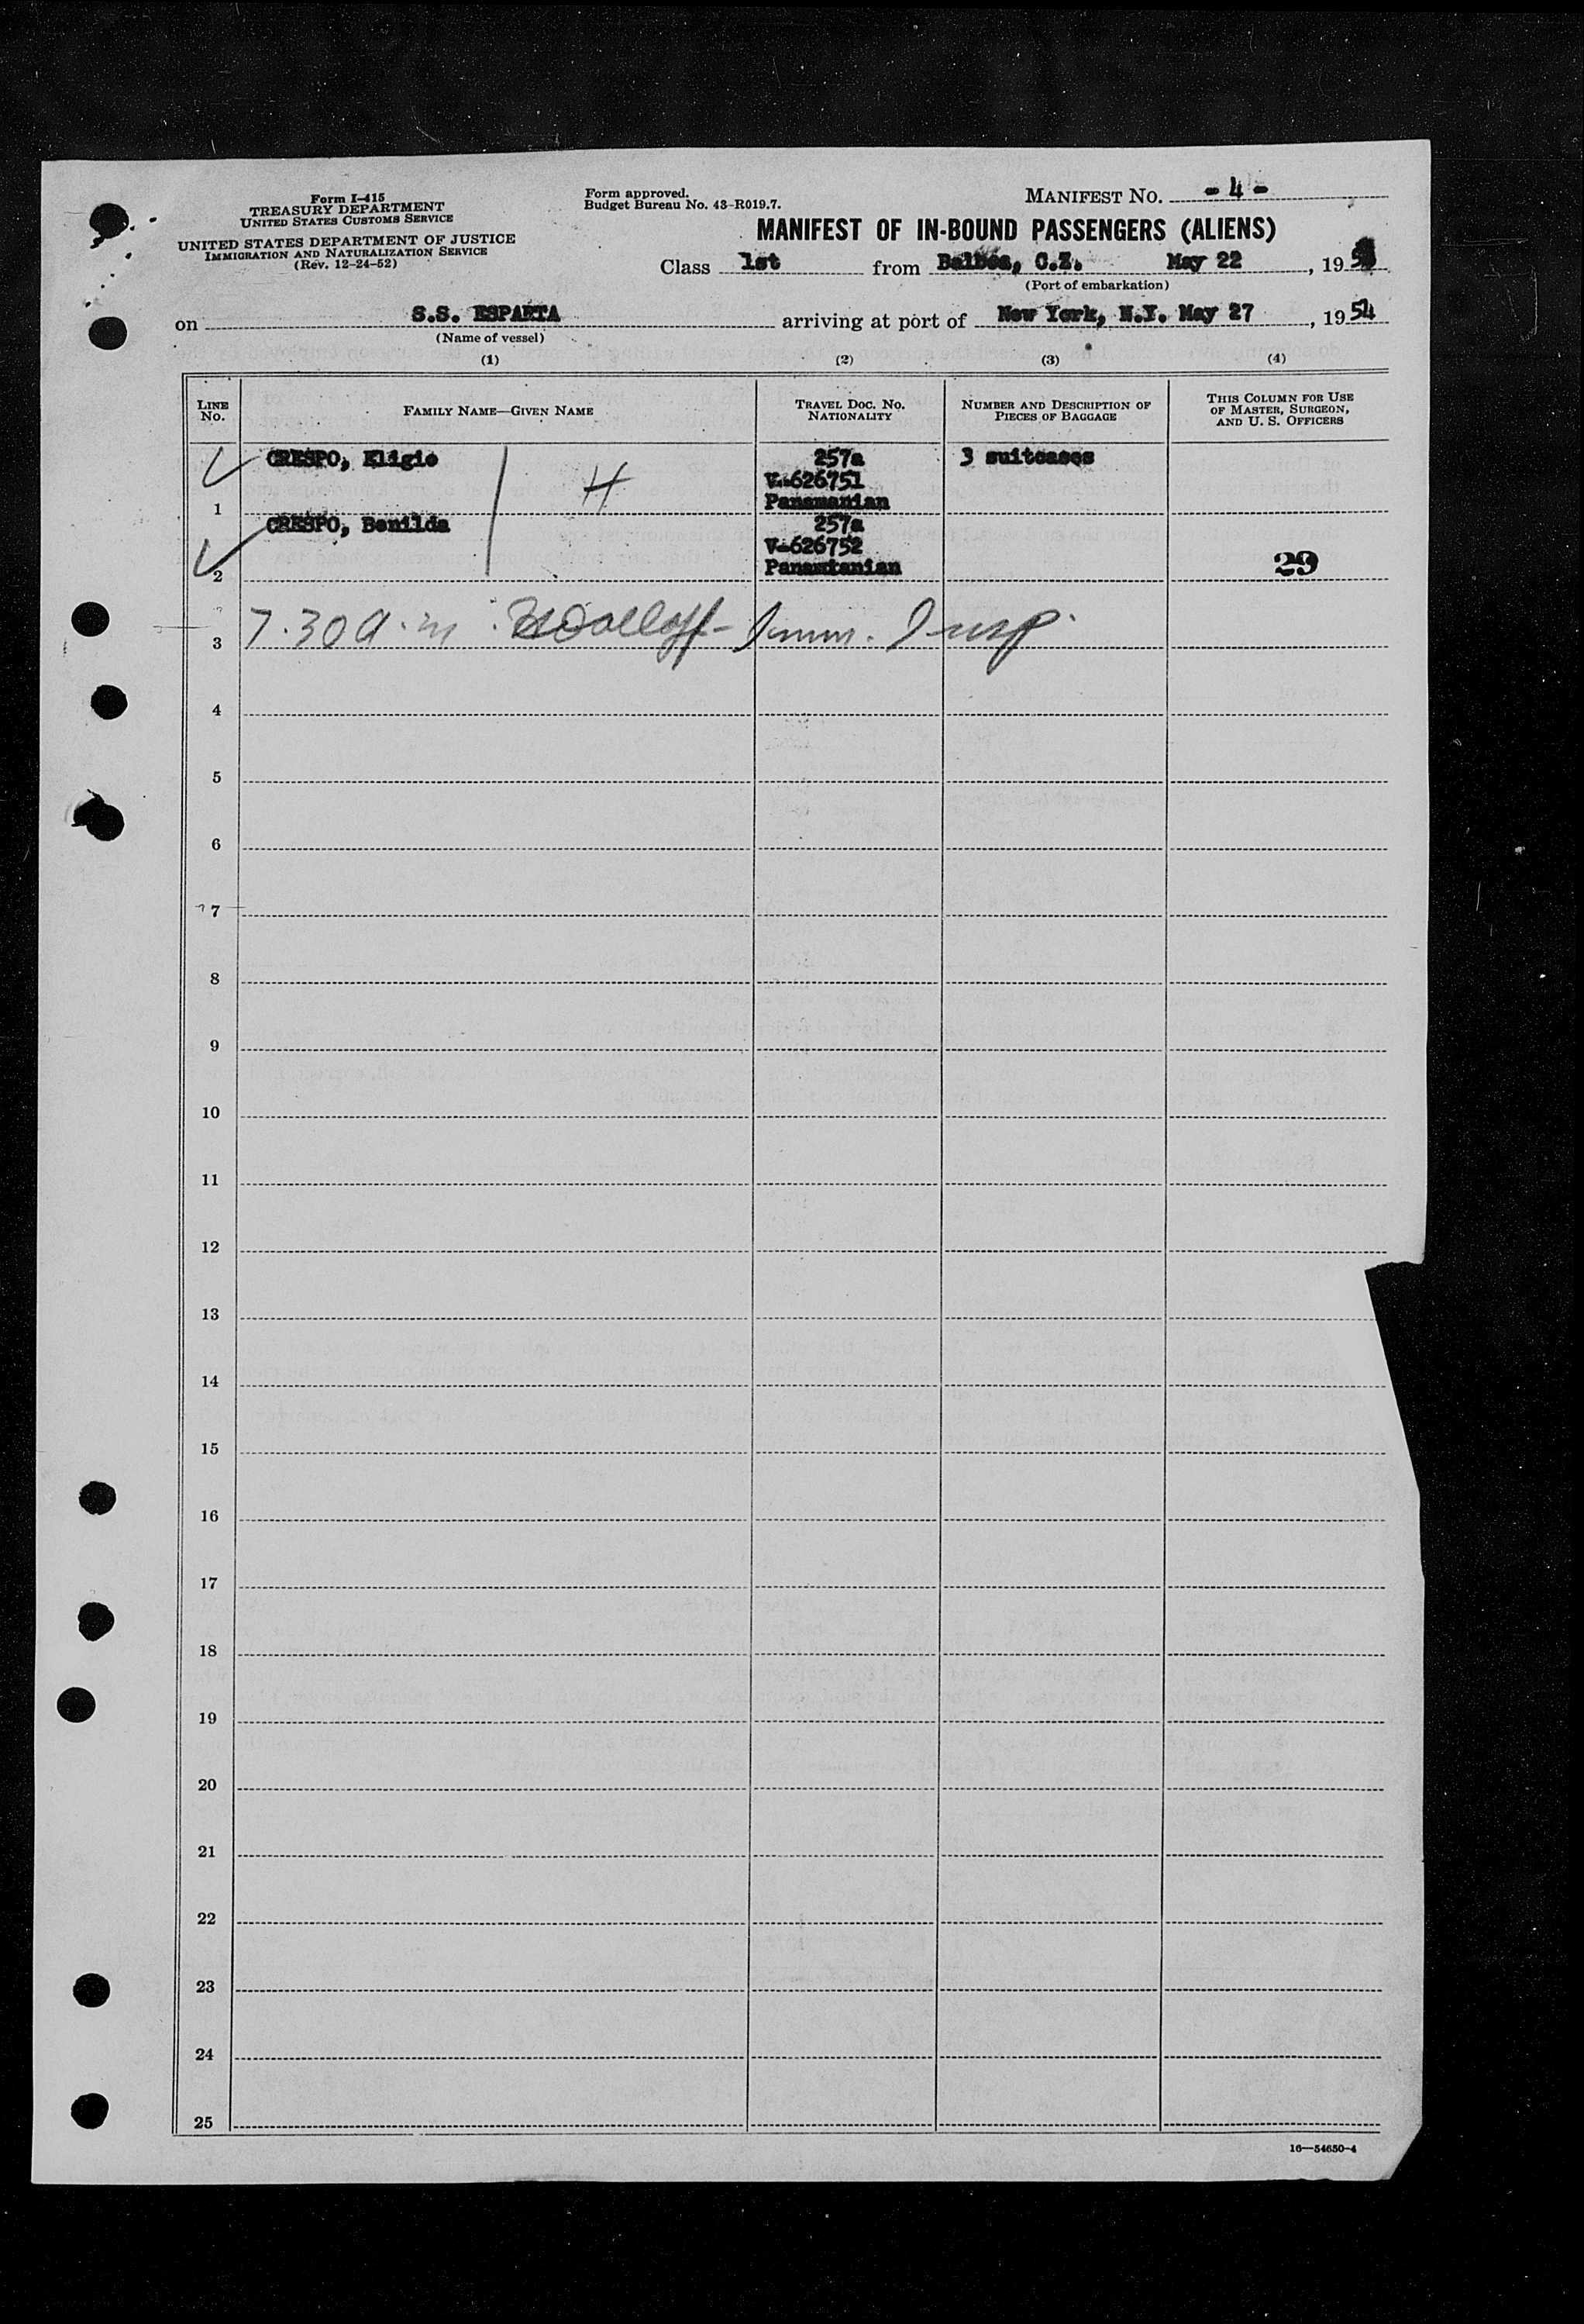 Form I-415
TREASURY DEPARTMENT
UNITED STATES CUSTOMS SERVICE
UNITED STATES DEPARTMENT OF JUSTICE
IMMIGRATION AND NATURALIZATION SERVICE
(Rev. 12-24-52)
Form approved.
Budget Bureau No. 43-R019.7.
MANIFEST No. - 4 -
MANIFEST OF IN-BOUND PASSENGERS (ALIENS)
Class 1st from Balboa, C.Z. May 22, 1954
(Port of embarkation)
on S.S. ESPARTA arriving at port of New York, N.Y. May 27, 1954
(Name of vessel)
(1) (2) (3) (4)
LINE No. FAMILY NAME—GIVEN NAME TRAVEL DOC. No. NATIONALITY NUMBER AND DESCRIPTION OF PIECES OF BAGGAGE THIS COLUMN FOR USE OF MASTER, SURGEON, AND U. S. OFFICERS
CRESPO, Eligio H 257a 3 suitcases
V-626751
1 Panamanian
CRESPO, Benilda 257a
V-626752
2 Panamanian 29
3 7.30 a.m. Imm. Insp.
4
5
6
7
8
9
10
11
12
13
14
15
16
17
18
19
20
21
22
23
24
25
16—54650-4